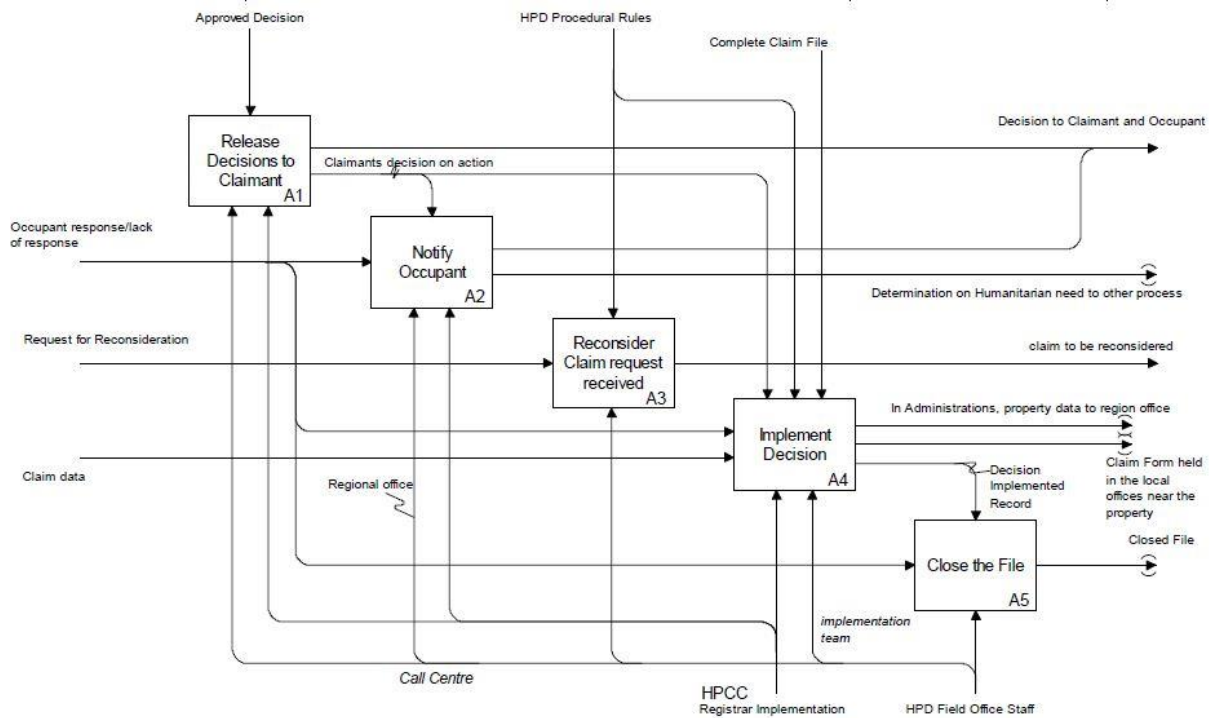 Approved Decision
HPD Procedural Rules
Complete Claim File
Release
Decisions to
Claimant
A1
Decision to Claimant and Occupant
Claimants decision on action
Occupant response/lack
of response
Notify
Occupant
A2
Determination on Humanitarian need to other process
Request for Reconsideration
Reconsider
Claim request
received
A3
claim to be reconsidered
In Administrations, property data to region office
Implement
Decision
A4
Claim data
Regional office
Decision
Implemented
Record
Claim Form held
in the local
offices near the
property
Closed File
Close the File
A5
implementation
team
Call Centre
HPCC
Registrar Implementation
HPD Field Office Staff